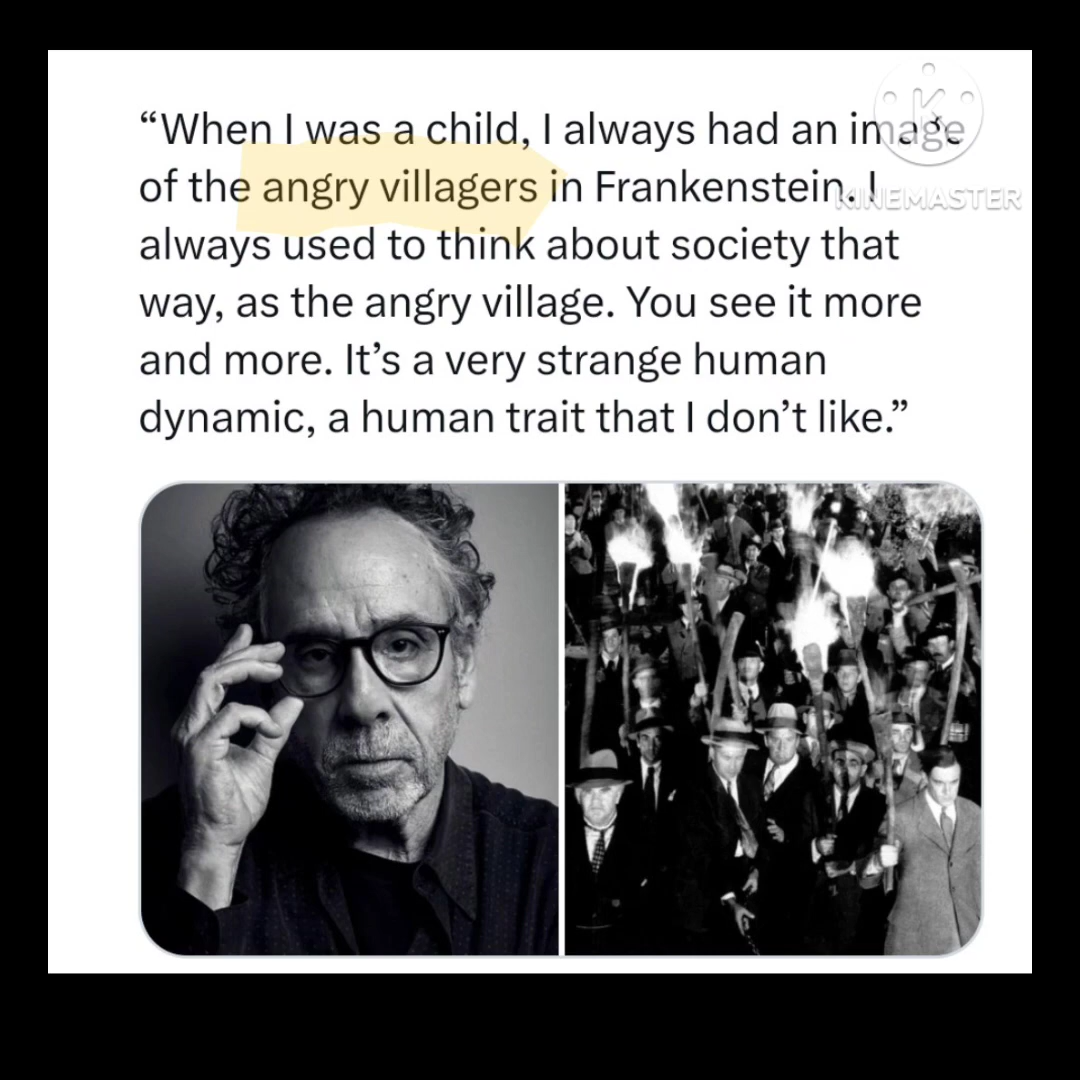 “When I was a child, I always had an image
of the angry villagers in Frankenstein. I
always used to think about society that
way, as the angry village. You see it more
and more. It’s a very strange human
dynamic, a human trait that I don’t like.”
K
KINEMASTER